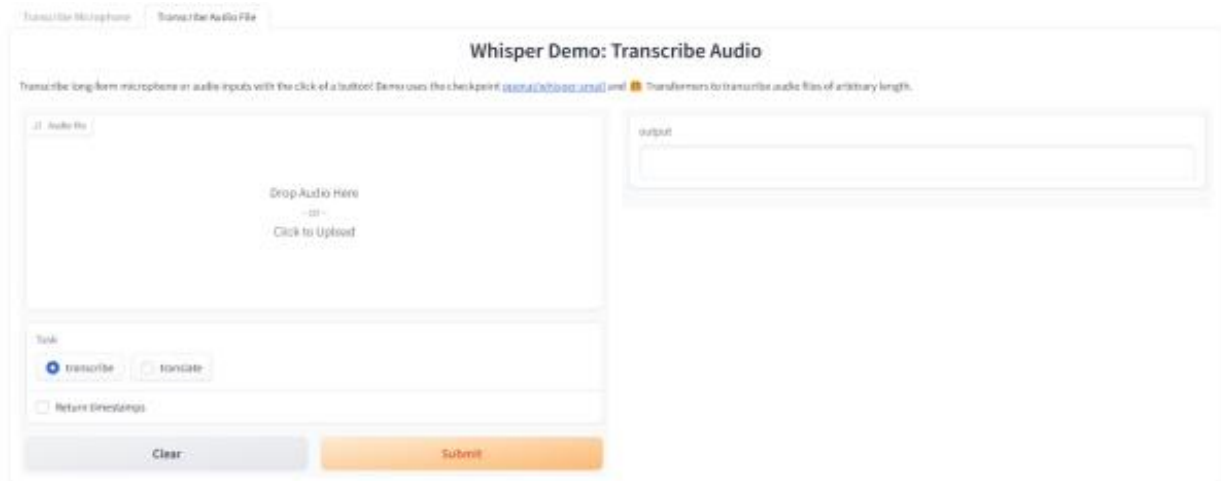 Transcribe Microphone Transcribe Audio File
Whisper Demo: Transcribe Audio
Transcribe long-form microphone or audio inputs with the click of a button! Demo uses the checkpoint openai/whisper-small and 🤗 Transformers to transcribe audio files of arbitrary length.
Audio file
Drop Audio Here
- or -
Click to Upload
Task
transcribe translate
Return timestamps
Clear Submit
output